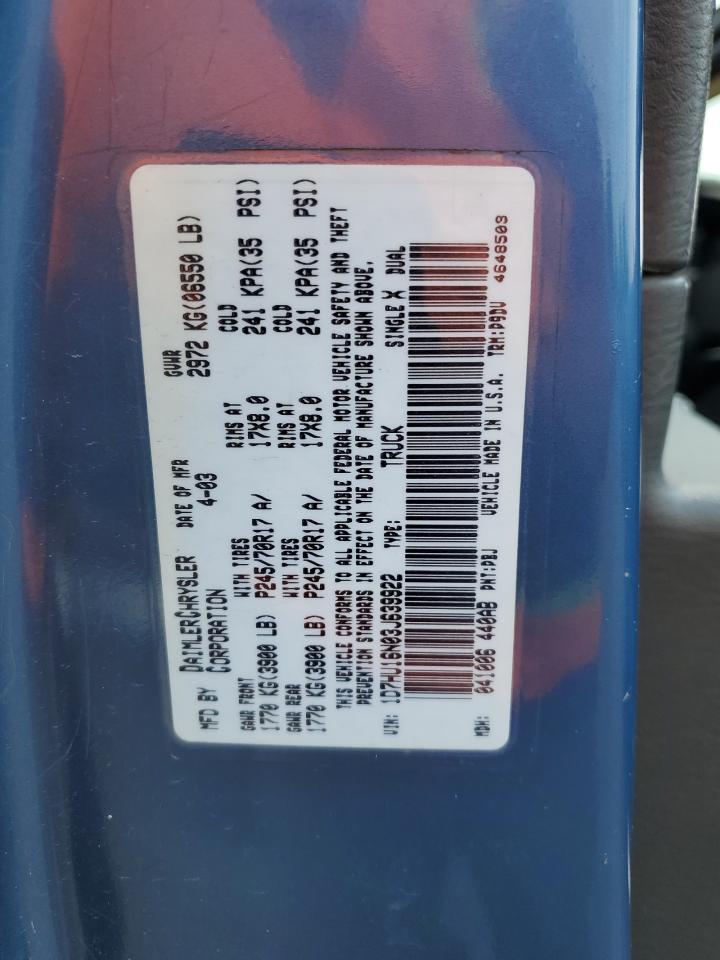 MFD BY DAIMLERCHRYSLER CORPORATION DATE OF MFR 4-03 GVWR 2972 KG(06550 LB)
GAWR FRONT WITH TIRES RIMS AT COLD
1770 KG(3900 LB) P245/70R17 A/ 17X8.0 241 KPA(35 PSI)
GAWR REAR WITH TIRES RIMS AT COLD
1770 KG(3900 LB) P245/70R17 A/ 17X8.0 241 KPA(35 PSI)
THIS VEHICLE CONFORMS TO ALL APPLICABLE FEDERAL MOTOR VEHICLE SAFETY AND THEFT
PREVENTION STANDARDS IN EFFECT ON THE DATE OF MANUFACTURE SHOWN ABOVE.
VIN: 1D7HU16N03J639922 TYPE: TRUCK SINGLE X DUAL
MDH: 041006 440AB PNT:PBJ VEHICLE MADE IN U.S.A. TRM:P9DV 4648503